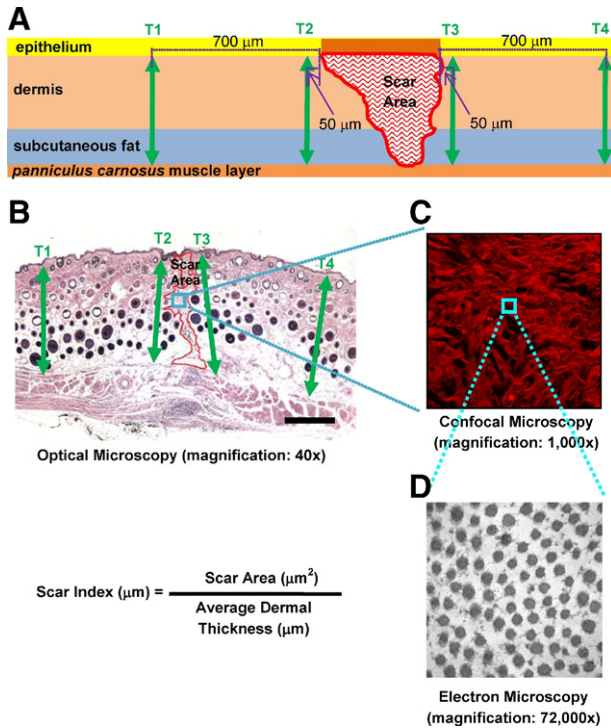 A
T1 T2 T3 T4
epithelium
700 μm 700 μm
dermis
Scar
Area
50 μm 50 μm
subcutaneous fat
panniculus carnosus muscle layer
B
T1 T2 T3 T4
Scar
Area
Optical Microscopy (magnification: 40x)
C
Confocal Microscopy
(magnification: 1,000x)
D
Electron Microscopy
(magnification: 72,000x)
Scar Index (μm) = Scar Area (μm²)
Average Dermal
Thickness (μm)